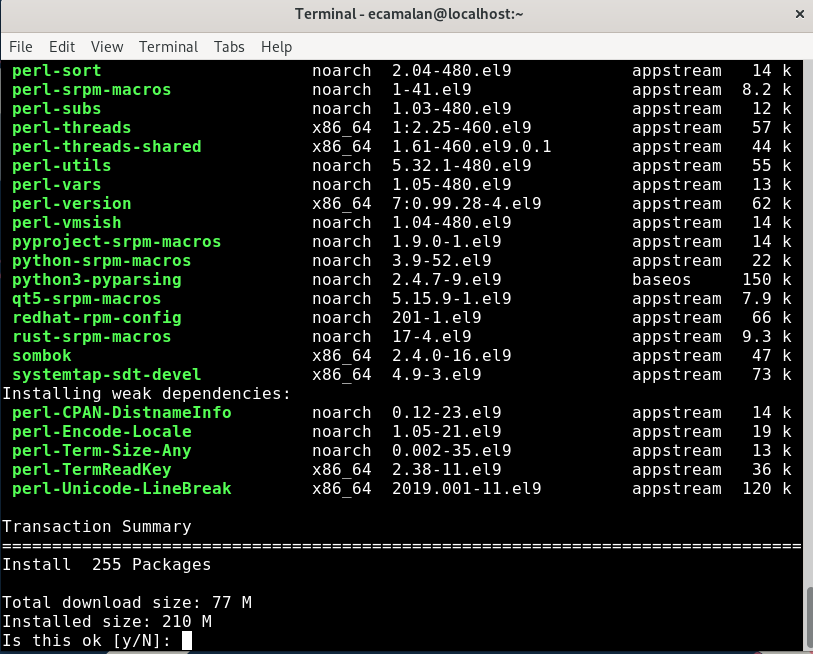 Terminal - ecamalan@localhost:~
×
File Edit View Terminal Tabs Help
perl-sort noarch 2.04-480.el9 appstream 14 k
perl-srpm-macros noarch 1-41.el9 appstream 8.2 k
perl-subs noarch 1.03-480.el9 appstream 12 k
perl-threads x86_64 1:2.25-460.el9 appstream 57 k
perl-threads-shared x86_64 1.61-460.el9.0.1 appstream 44 k
perl-utils noarch 5.32.1-480.el9 appstream 55 k
perl-vars noarch 1.05-480.el9 appstream 13 k
perl-version x86_64 7:0.99.28-4.el9 appstream 62 k
perl-vmsish noarch 1.04-480.el9 appstream 14 k
pyproject-srpm-macros noarch 1.9.0-1.el9 appstream 14 k
python-srpm-macros noarch 3.9-52.el9 appstream 22 k
python3-pyparsing noarch 2.4.7-9.el9 baseos 150 k
qt5-srpm-macros noarch 5.15.9-1.el9 appstream 7.9 k
redhat-rpm-config noarch 201-1.el9 appstream 66 k
rust-srpm-macros noarch 17-4.el9 appstream 9.3 k
sombok x86_64 2.4.0-16.el9 appstream 47 k
systemtap-sdt-devel x86_64 4.9-3.el9 appstream 73 k
Installing weak dependencies:
perl-CPAN-DistnameInfo noarch 0.12-23.el9 appstream 14 k
perl-Encode-Locale noarch 1.05-21.el9 appstream 19 k
perl-Term-Size-Any noarch 0.002-35.el9 appstream 13 k
perl-TermReadKey x86_64 2.38-11.el9 appstream 36 k
perl-Unicode-LineBreak x86_64 2019.001-11.el9 appstream 120 k
Transaction Summary
================================================================================
Install 255 Packages
Total download size: 77 M
Installed size: 210 M
Is this ok [y/N]: